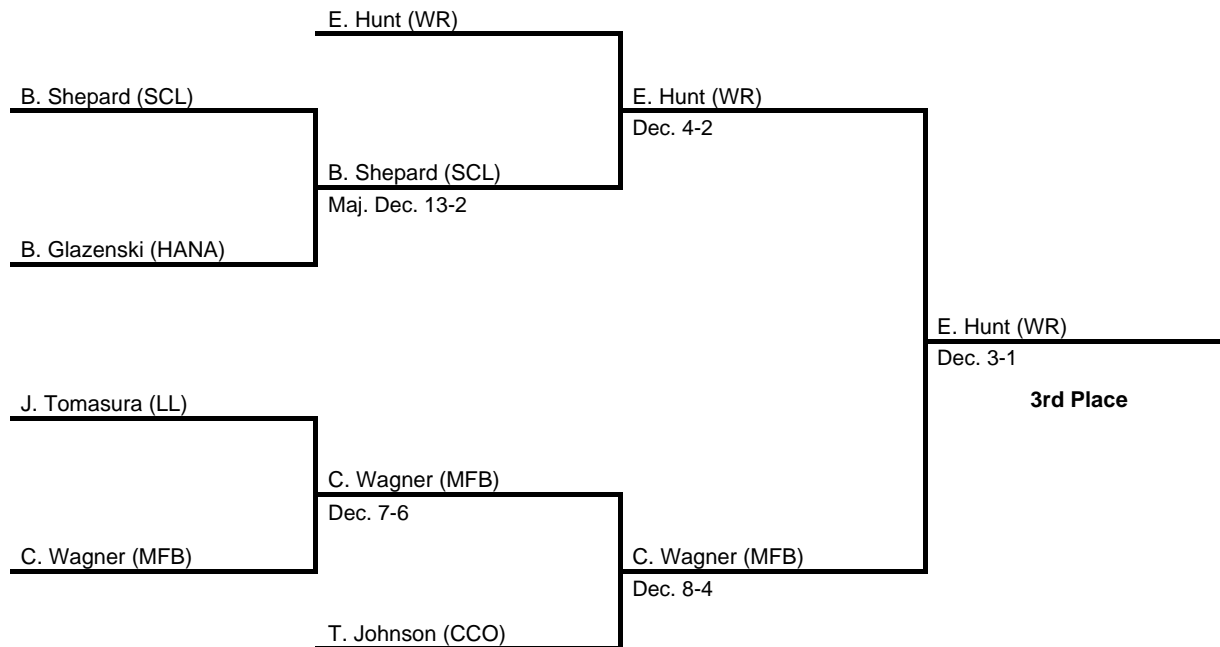 E. Hunt (WR)
B. Shepard (SCL)
E. Hunt (WR)
Dec. 4-2
B. Shepard (SCL)
Maj. Dec. 13-2
B. Glazenski (HANA)
E. Hunt (WR)
Dec. 3-1
3rd Place
J. Tomasura (LL)
C. Wagner (MFB)
Dec. 7-6
C. Wagner (MFB)
C. Wagner (MFB)
Dec. 8-4
T. Johnson (CCO)